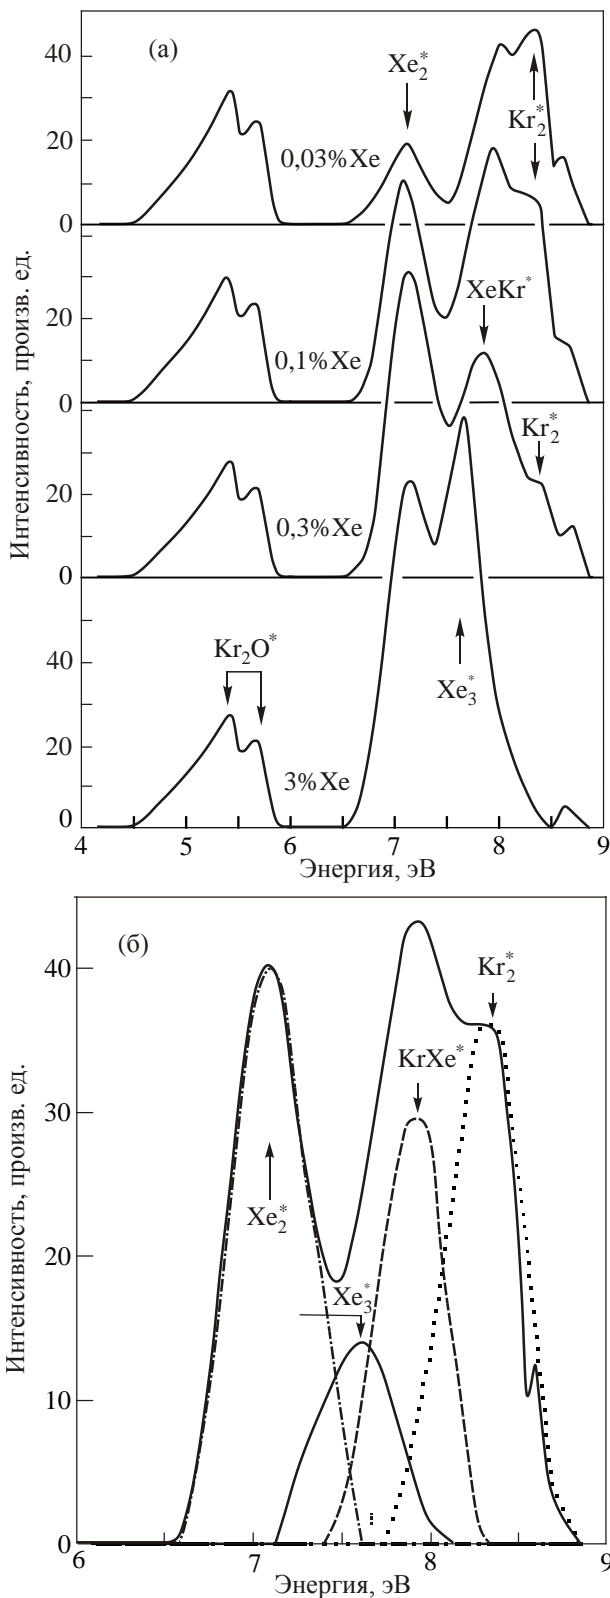 (а)
40
Xe₂*
Kr₂*
20
0,03%Xe
0
XeKr*
20
0,1%Xe
0
Kr₂*
20
0,3%Xe
0
Интенсивность, произв. ед.
Kr₂O*
40
Xe₃*
20
3%Xe
0
4 5 6 7 8 9
Энергия, эВ
(б)
Kr₂*
40
KrXe*
30
Xe₂*
20
Xe₃*
10
0
Интенсивность, произв. ед.
6 7 8 9
Энергия, эВ